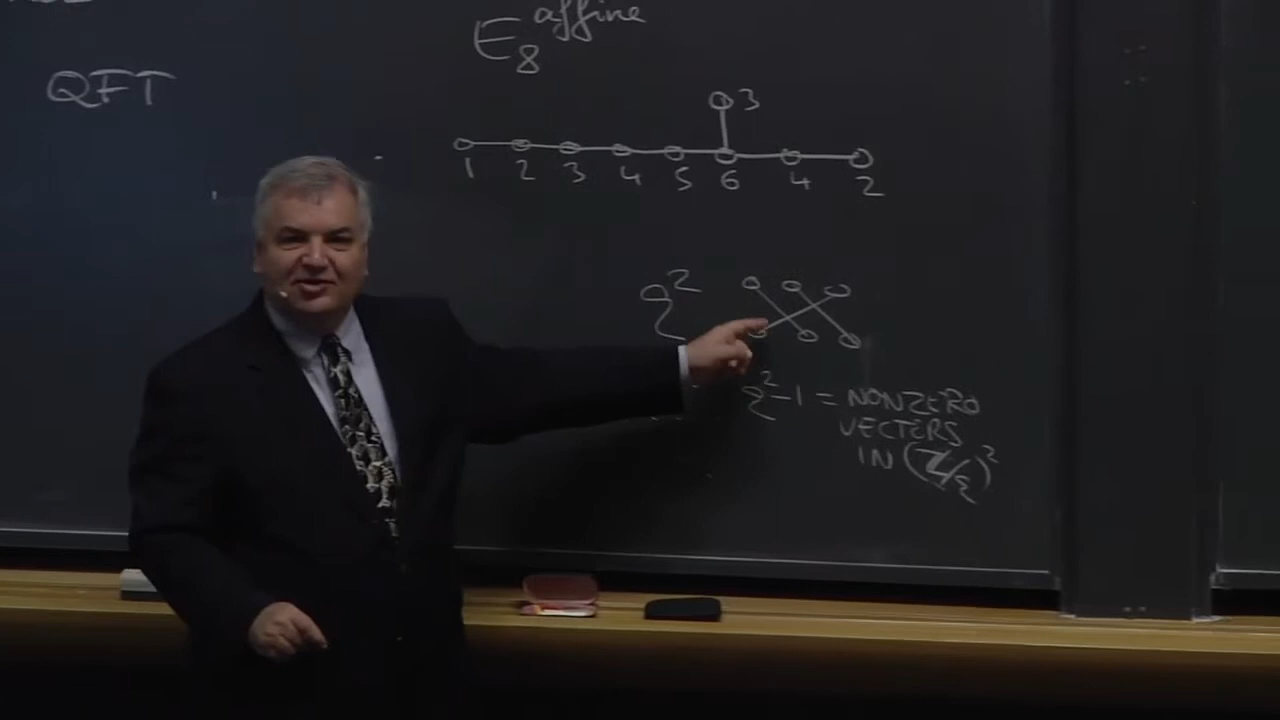 E₈ affine
QFT
3
1 2 3 4 5 6 4 2
q²
q²-1 = NONZERO
VECTERS
IN (Z/q)²